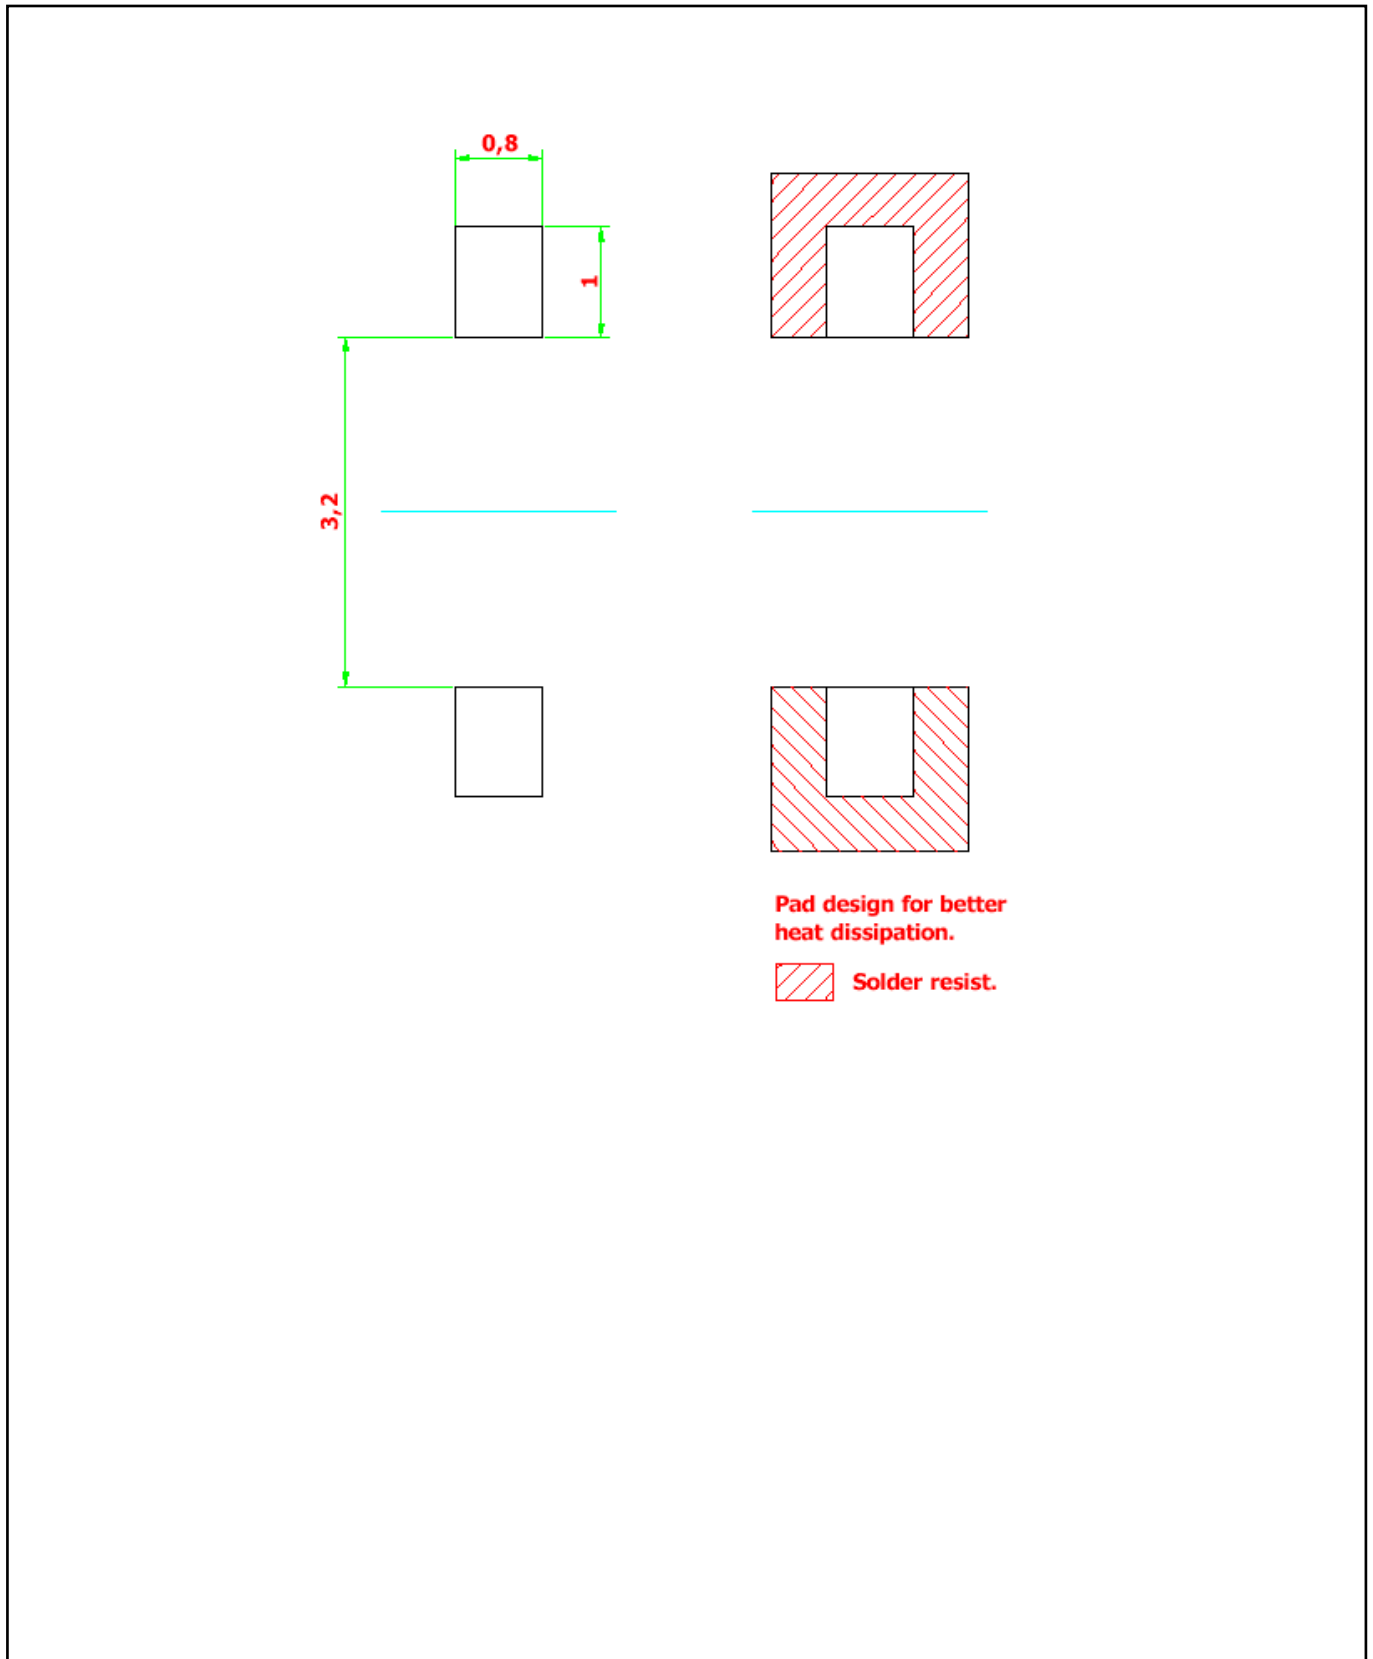 0,8
1
3,2
Pad design for better
heat dissipation.
Solder resist.